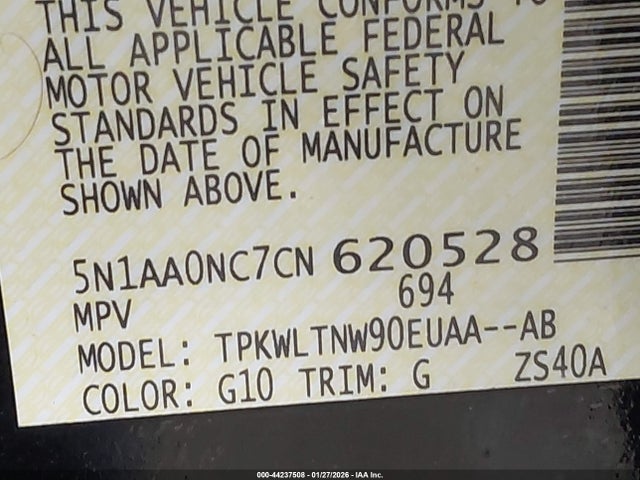 THIS VEHICLE CONFORMS TO
ALL APPLICABLE FEDERAL
MOTOR VEHICLE SAFETY
STANDARDS IN EFFECT ON
THE DATE OF MANUFACTURE
SHOWN ABOVE.
5N1AA0NC7CN 620528
694
MPV
MODEL: TPKWLTNW90EUAA--AB
COLOR: G10 TRIM: G ZS40A
000-44237508 - 01/27/2026 - IAA Inc.